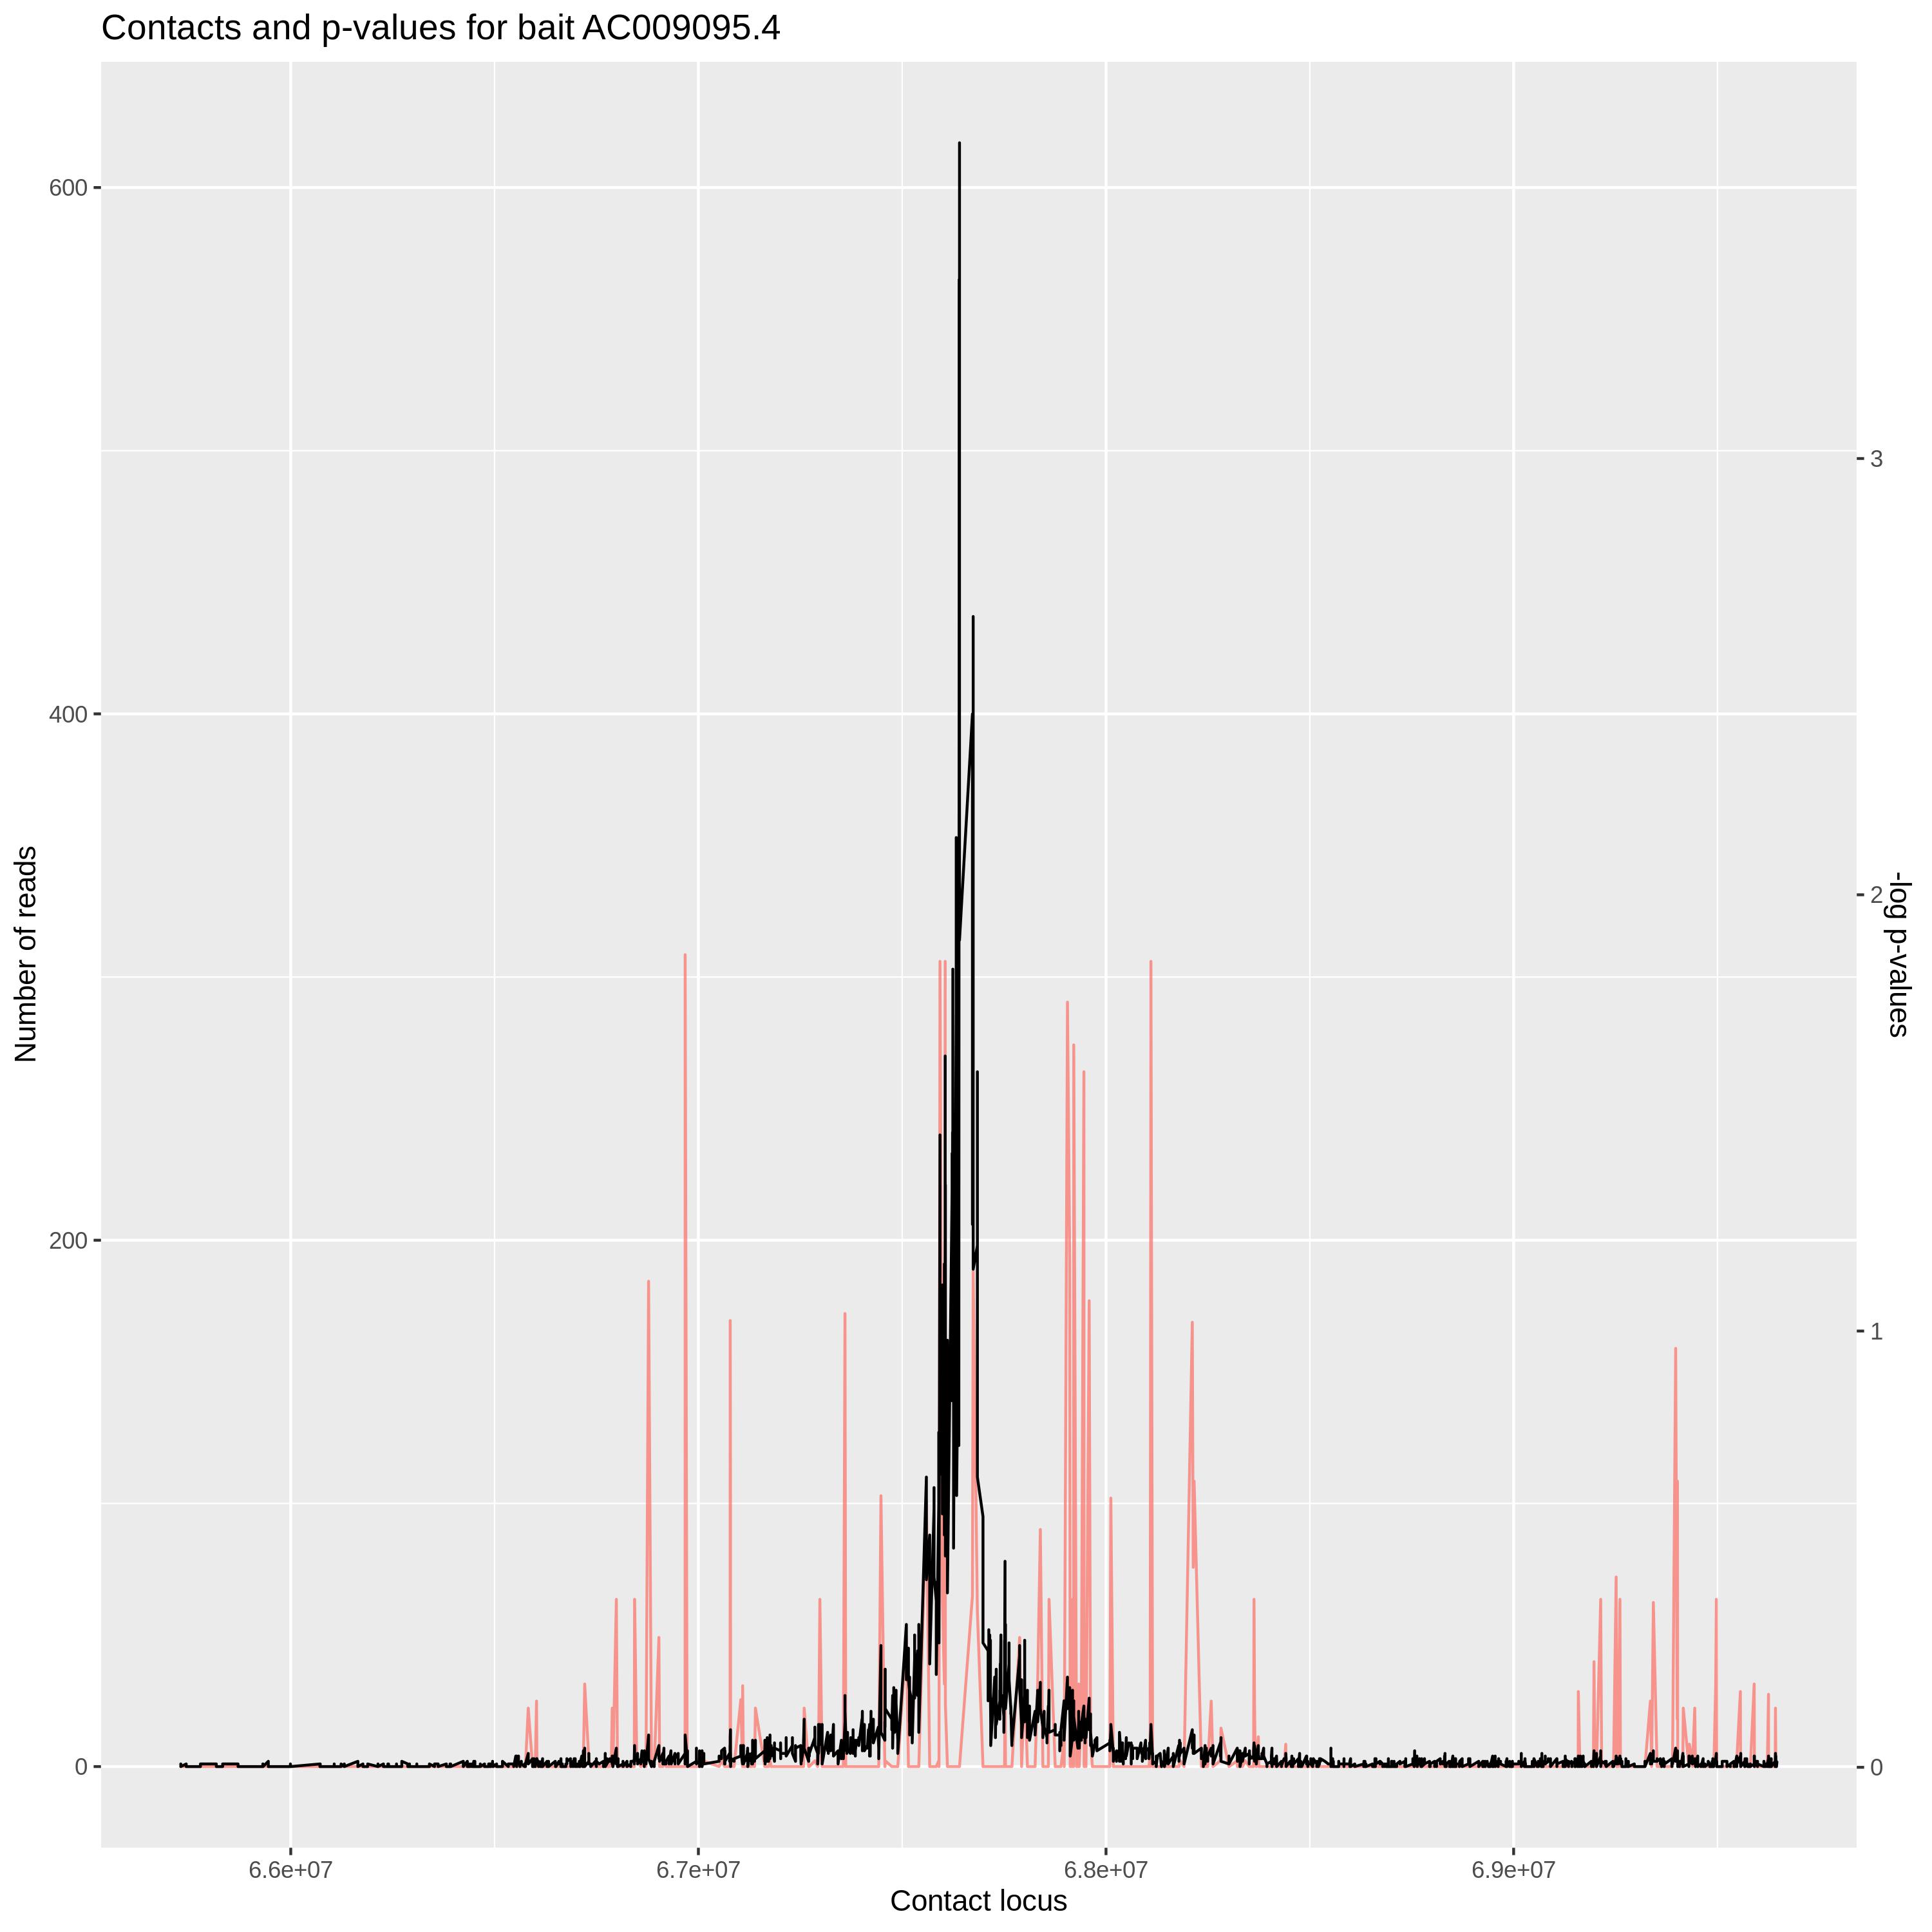 Contacts and p-values for bait AC009095.4
600
400
200
0
Number of reads
3
2
1
0
-log p-values
6.6e+07
6.7e+07
6.8e+07
6.9e+07
Contact locus